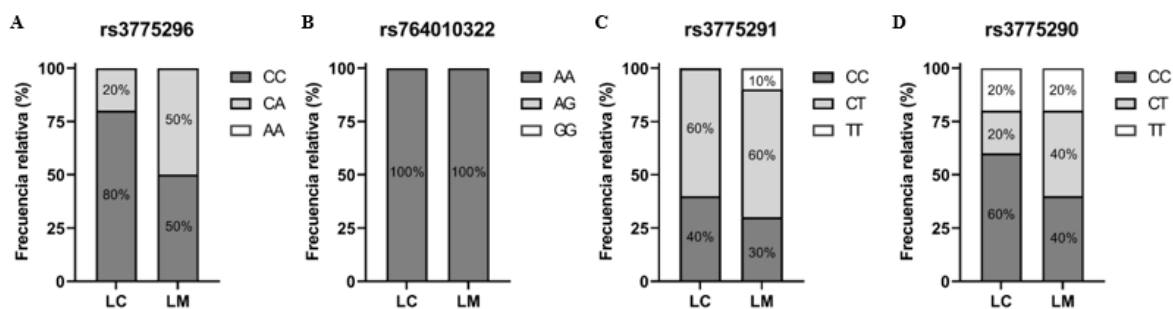 A
rs3775296
Frecuencia relativa (%)
100
75
50
25
0
20%
80%
50%
50%
LC
LM
CC
CA
AA
B
rs764010322
Frecuencia relativa (%)
100
75
50
25
0
100%
100%
LC
LM
AA
AG
GG
C
rs3775291
Frecuencia relativa (%)
100
75
50
25
0
60%
40%
10%
60%
30%
LC
LM
CC
CT
TT
D
rs3775290
Frecuencia relativa (%)
100
75
50
25
0
20%
20%
60%
20%
40%
40%
LC
LM
CC
CT
TT